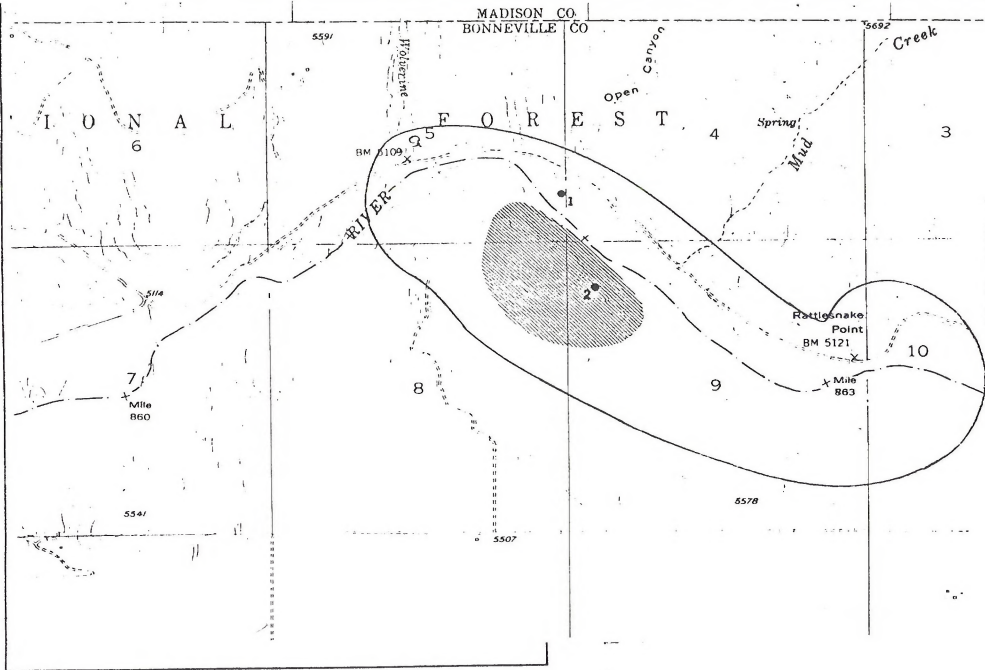 MADISON CO.
BONNEVILLE CO
5591
5692
Wolverine
Open Canyon
Creek
I O N A L
F O R E S T
6
5
4
3
Spring
Mud
BM 5109
RIVER
1
2
5114
Rattlesnake
Point
BM 5121
10
7
Mile
860
8
9
Mile
863
5541
5578
5507